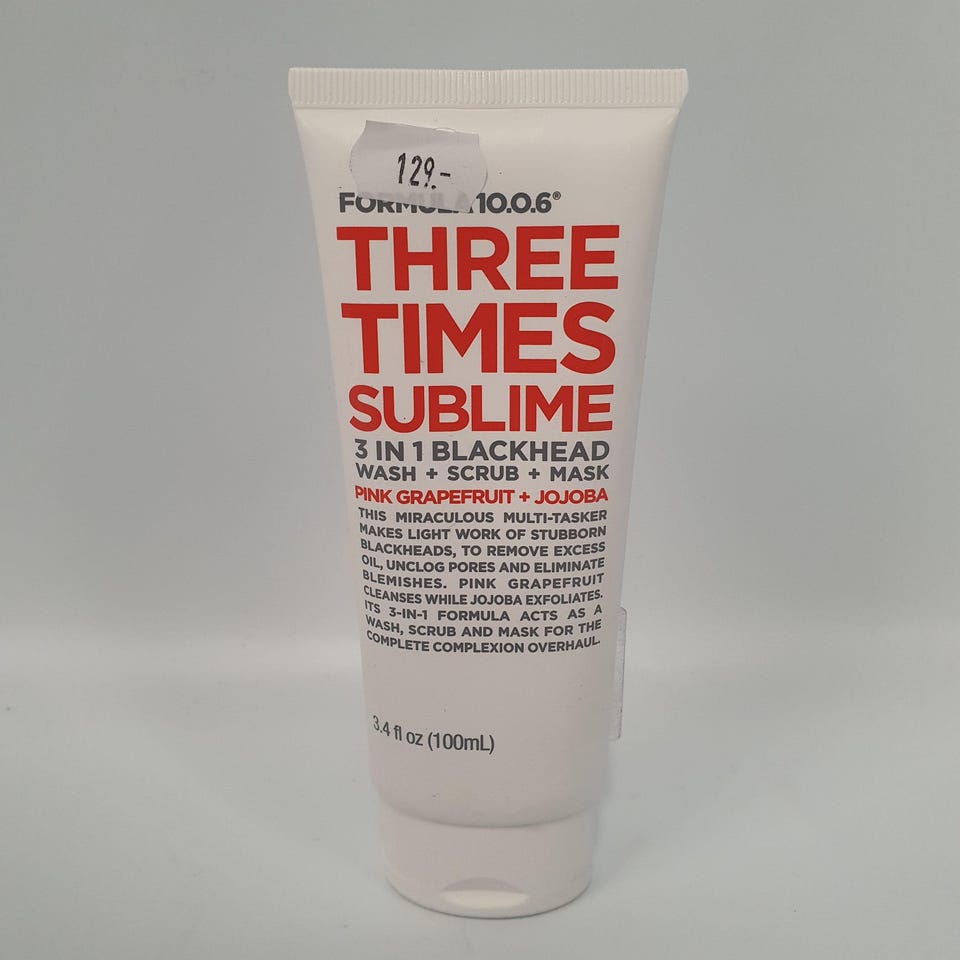 129.-
FORMULA 10.0.6®
THREE
TIMES
SUBLIME
3 IN 1 BLACKHEAD
WASH + SCRUB + MASK
PINK GRAPEFRUIT + JOJOBA
THIS MIRACULOUS MULTI-TASKER
MAKES LIGHT WORK OF STUBBORN
BLACKHEADS, TO REMOVE EXCESS
OIL, UNCLOG PORES AND ELIMINATE
BLEMISHES. PINK GRAPEFRUIT
CLEANSES WHILE JOJOBA EXFOLIATES.
ITS 3-IN-1 FORMULA ACTS AS A
WASH, SCRUB AND MASK FOR THE
COMPLETE COMPLEXION OVERHAUL.
3.4 fl oz (100mL)